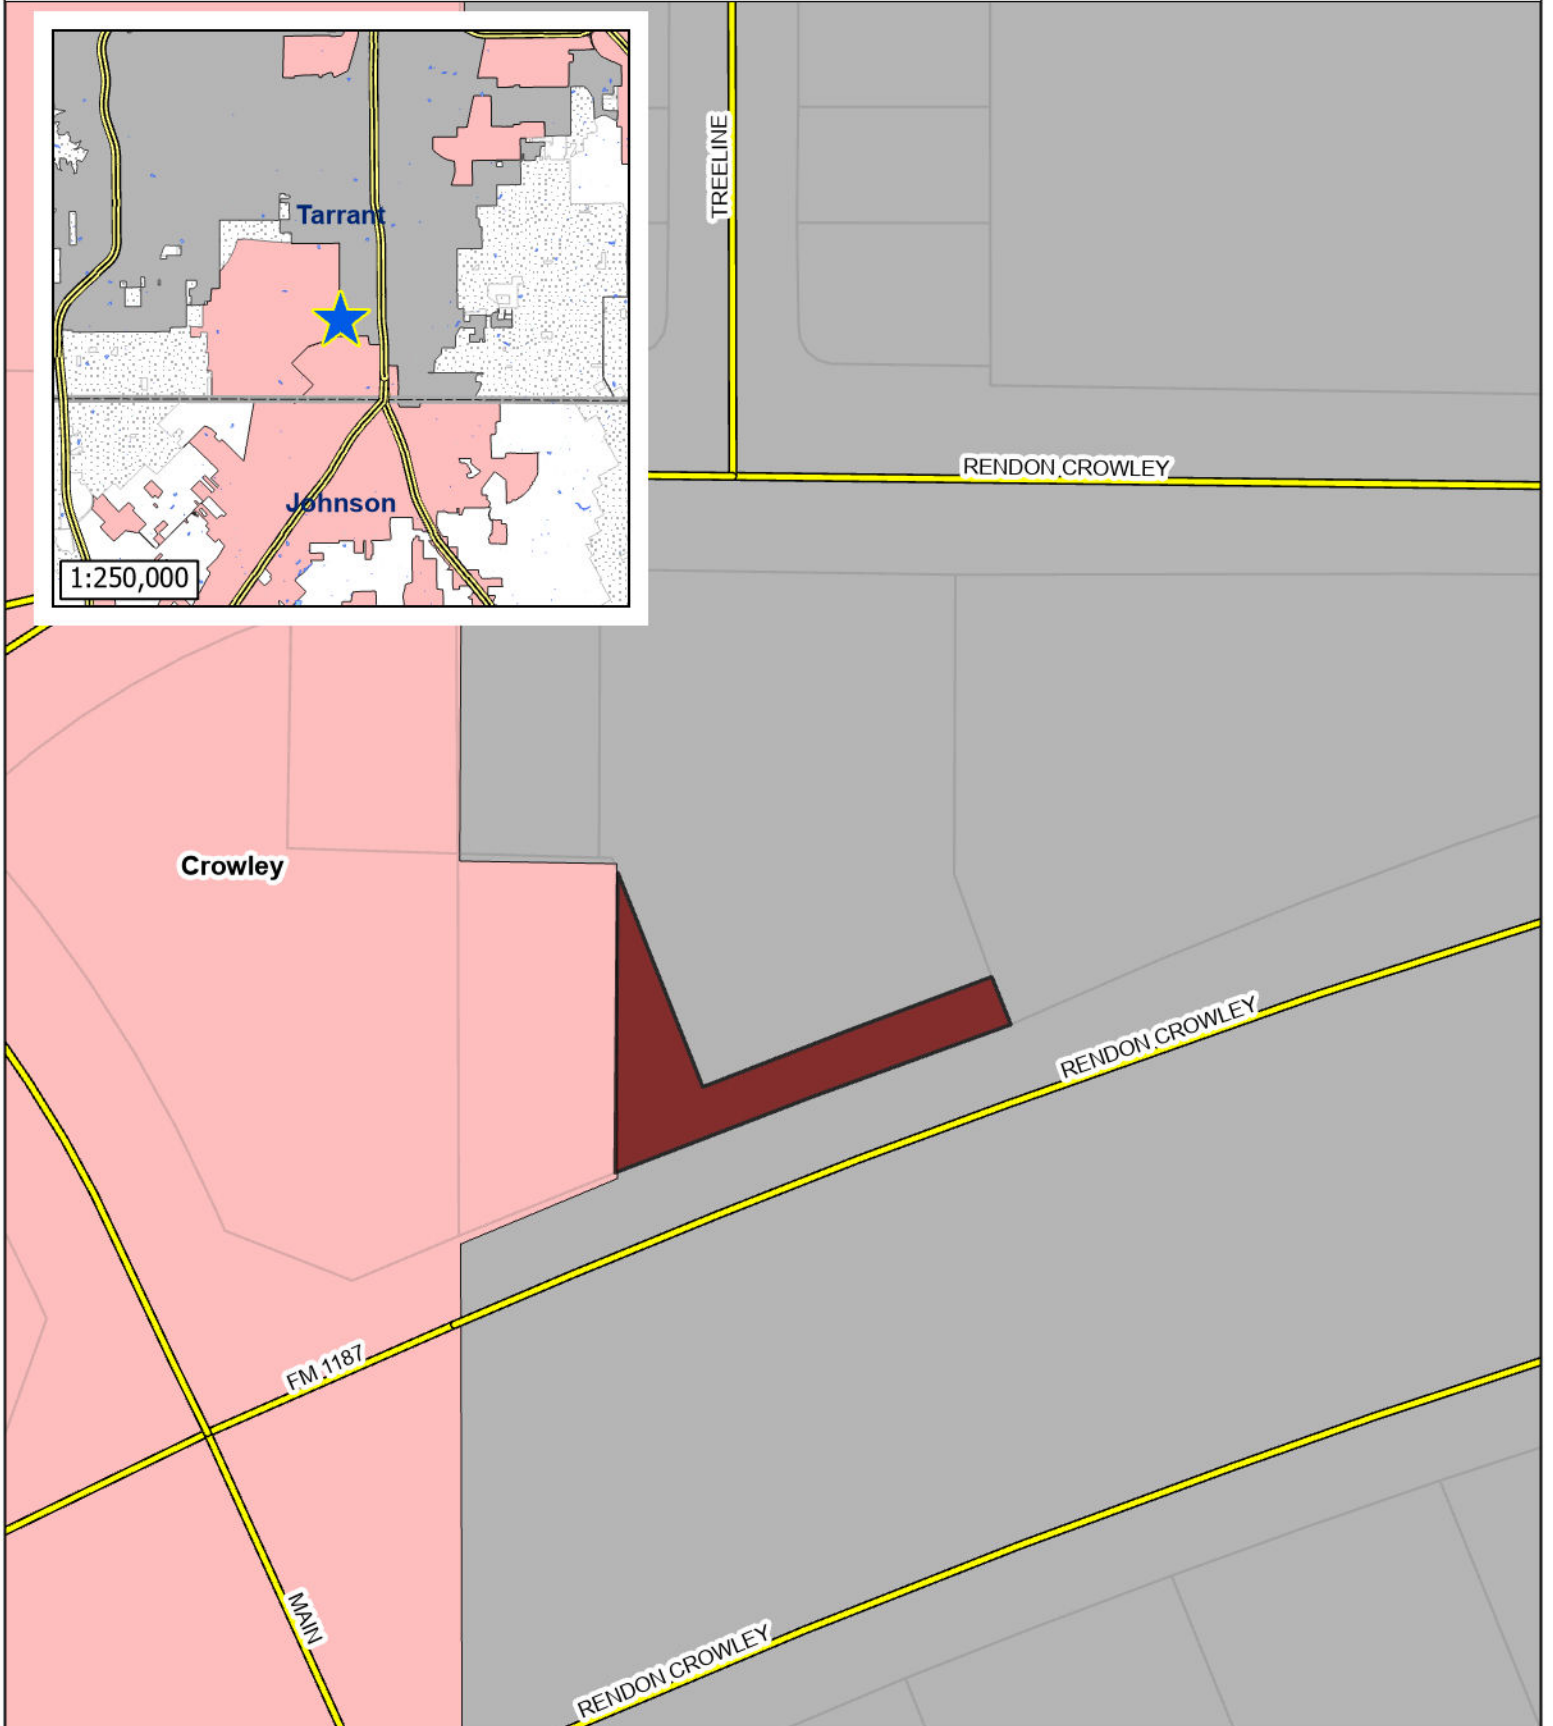 TREELINE
Tarrant
Johnson
1:250,000
RENDON CROWLEY
Crowley
RENDON CROWLEY
FM 1187
MAIN
RENDON CROWLEY